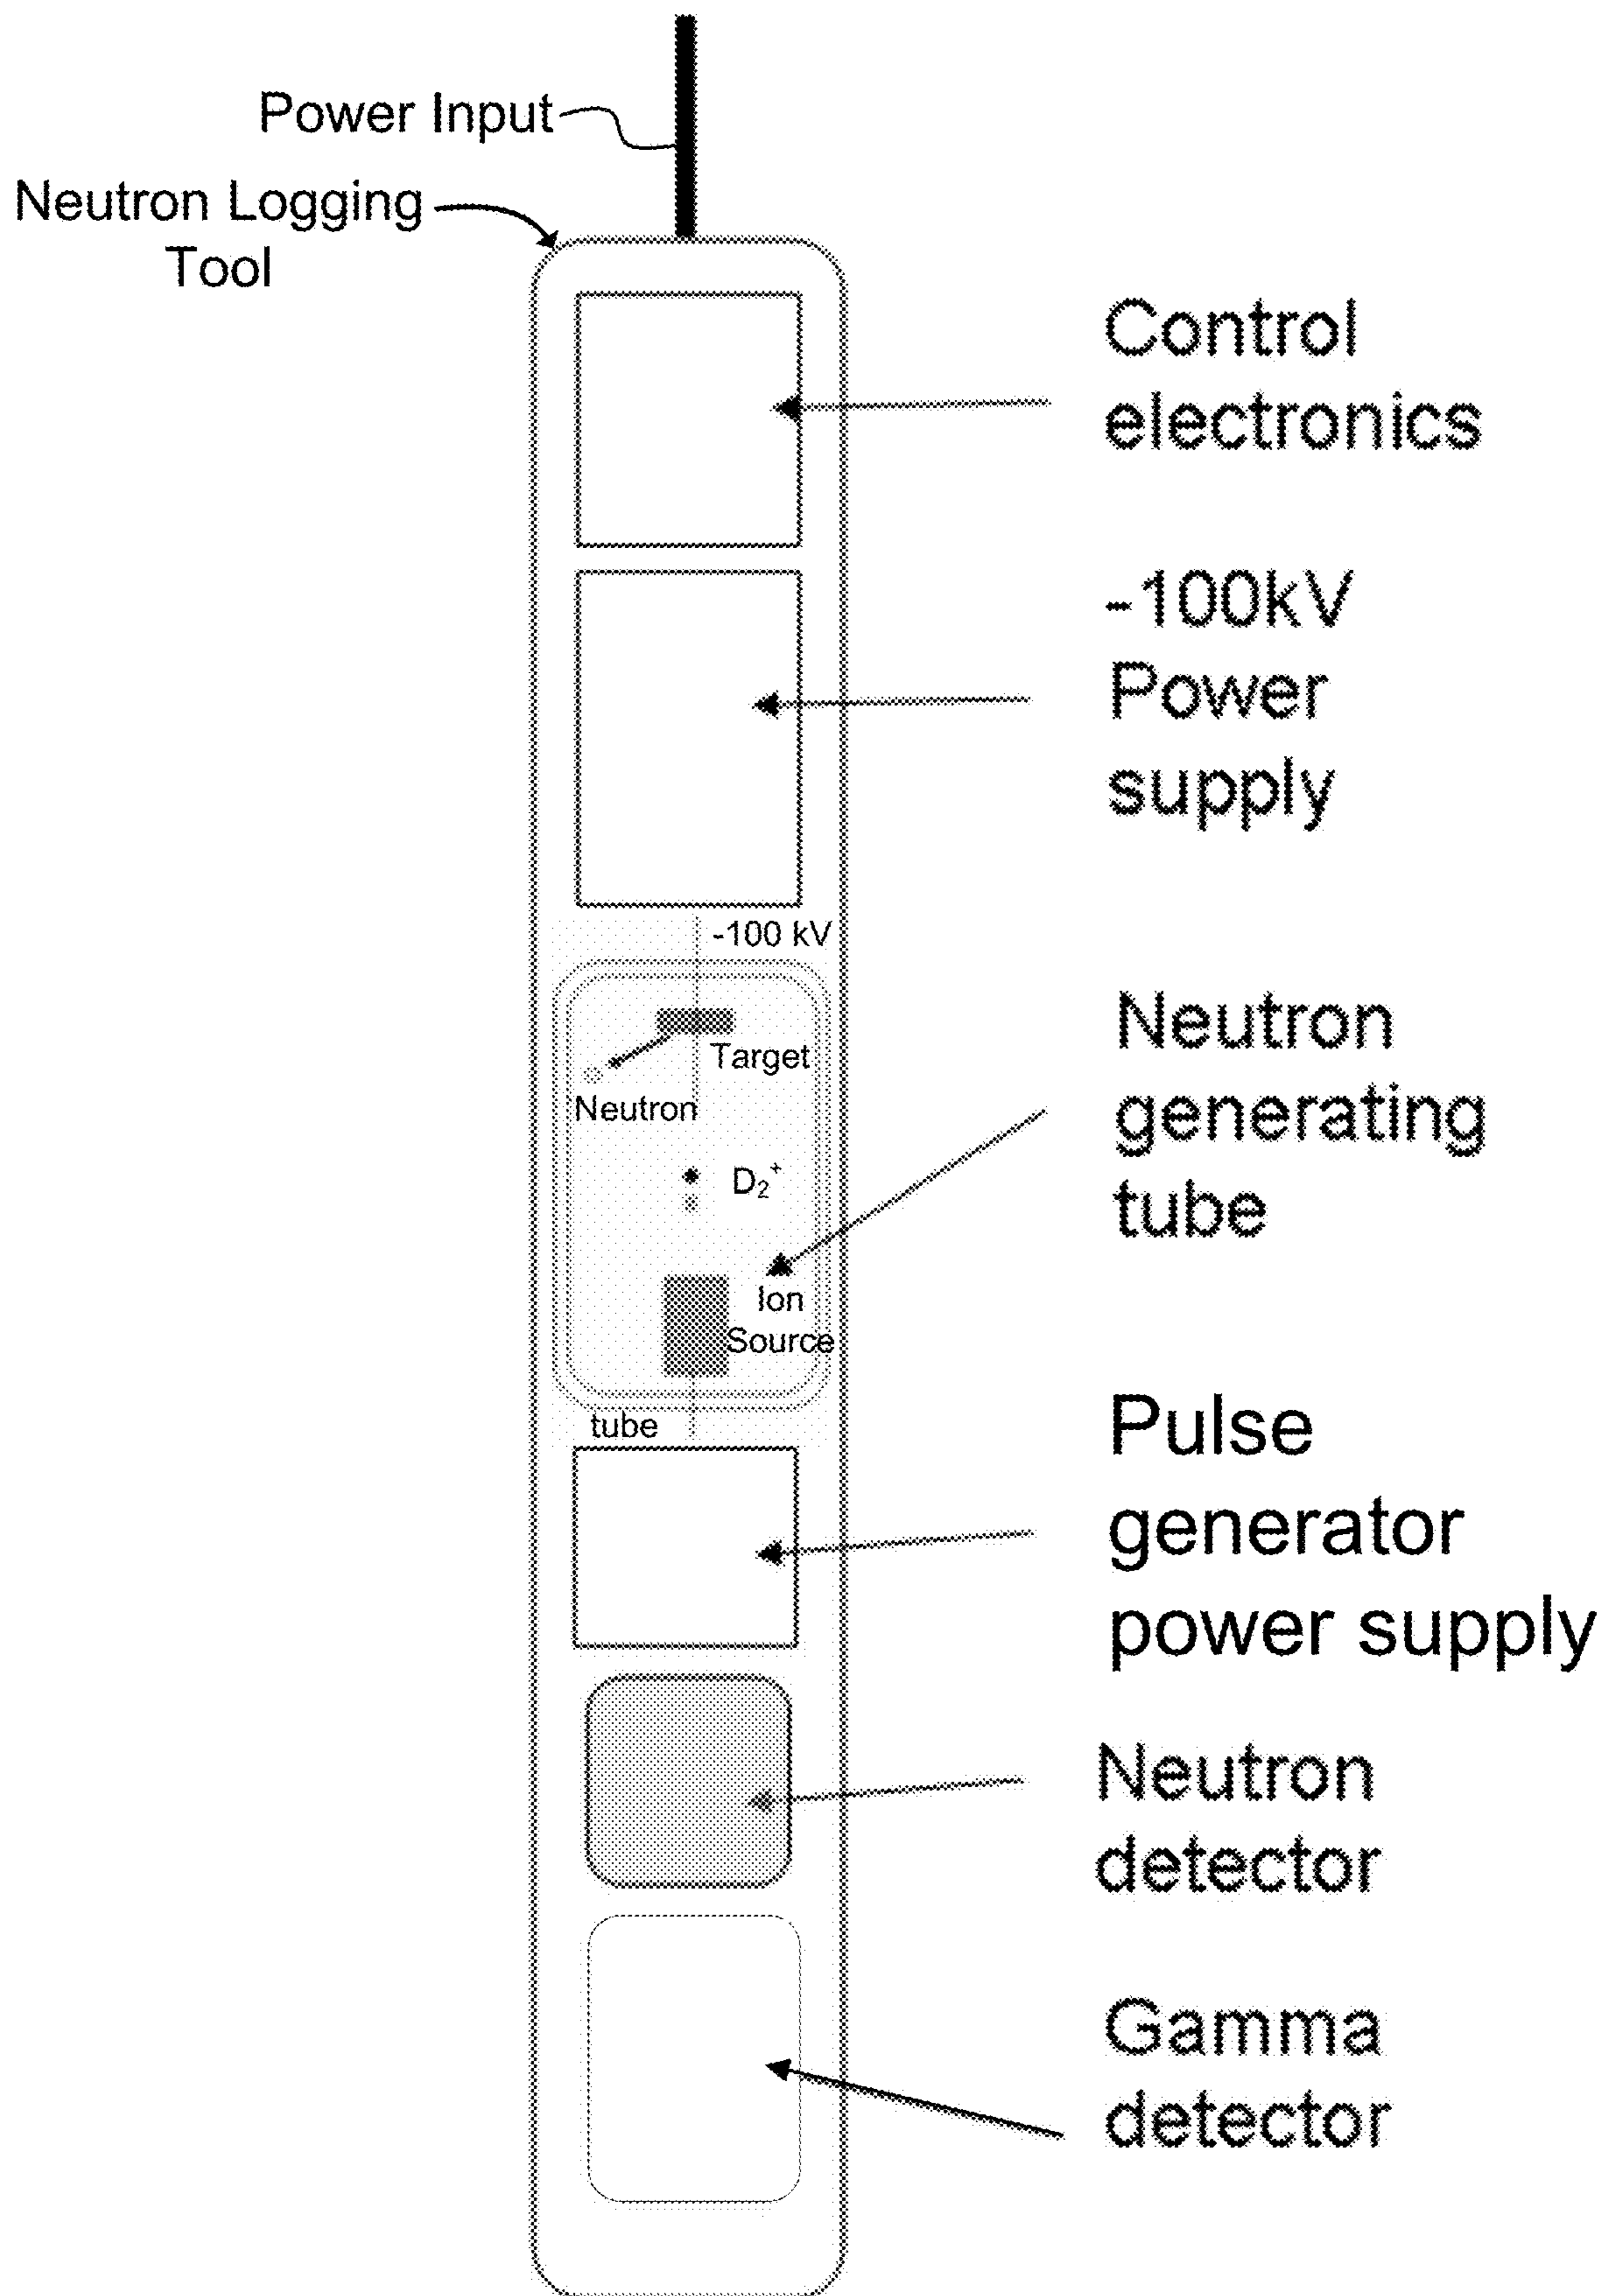 Power Input
Neutron Logging
Tool
Control
electronics
-100kV
Power
supply
-100 kV
Target
Neutron
D₂⁺
Ion
Source
tube
Neutron
generating
tube
Pulse
generator
power supply
Neutron
detector
Gamma
detector